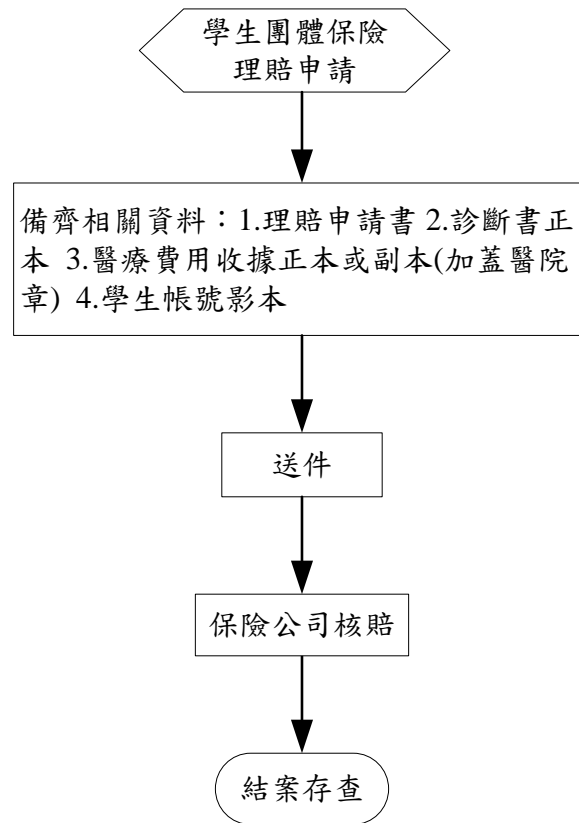 學生團體保險
理賠申請
備齊相關資料：1.理賠申請書 2.診斷書正
本 3.醫療費用收據正本或副本(加蓋醫院
章) 4.學生帳號影本
送件
保險公司核賠
結案存查